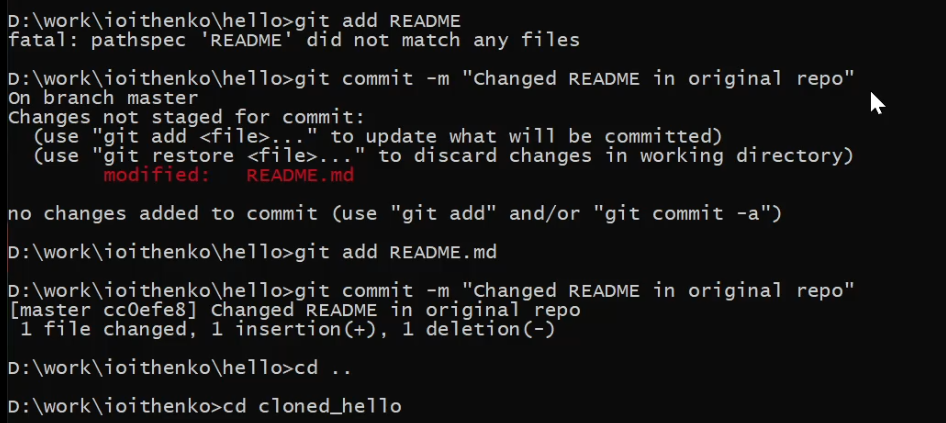 D:\work\ioithenko\hello>git add README
fatal: pathspec 'README' did not match any files
D:\work\ioithenko\hello>git commit -m "Changed README in original repo"
On branch master
Changes not staged for commit:
  (use "git add <file>..." to update what will be committed)
  (use "git restore <file>..." to discard changes in working directory)
        modified:   README.md
no changes added to commit (use "git add" and/or "git commit -a")
D:\work\ioithenko\hello>git add README.md
D:\work\ioithenko\hello>git commit -m "Changed README in original repo"
[master cc0efe8] Changed README in original repo
 1 file changed, 1 insertion(+), 1 deletion(-)
D:\work\ioithenko\hello>cd ..
D:\work\ioithenko>cd cloned_hello